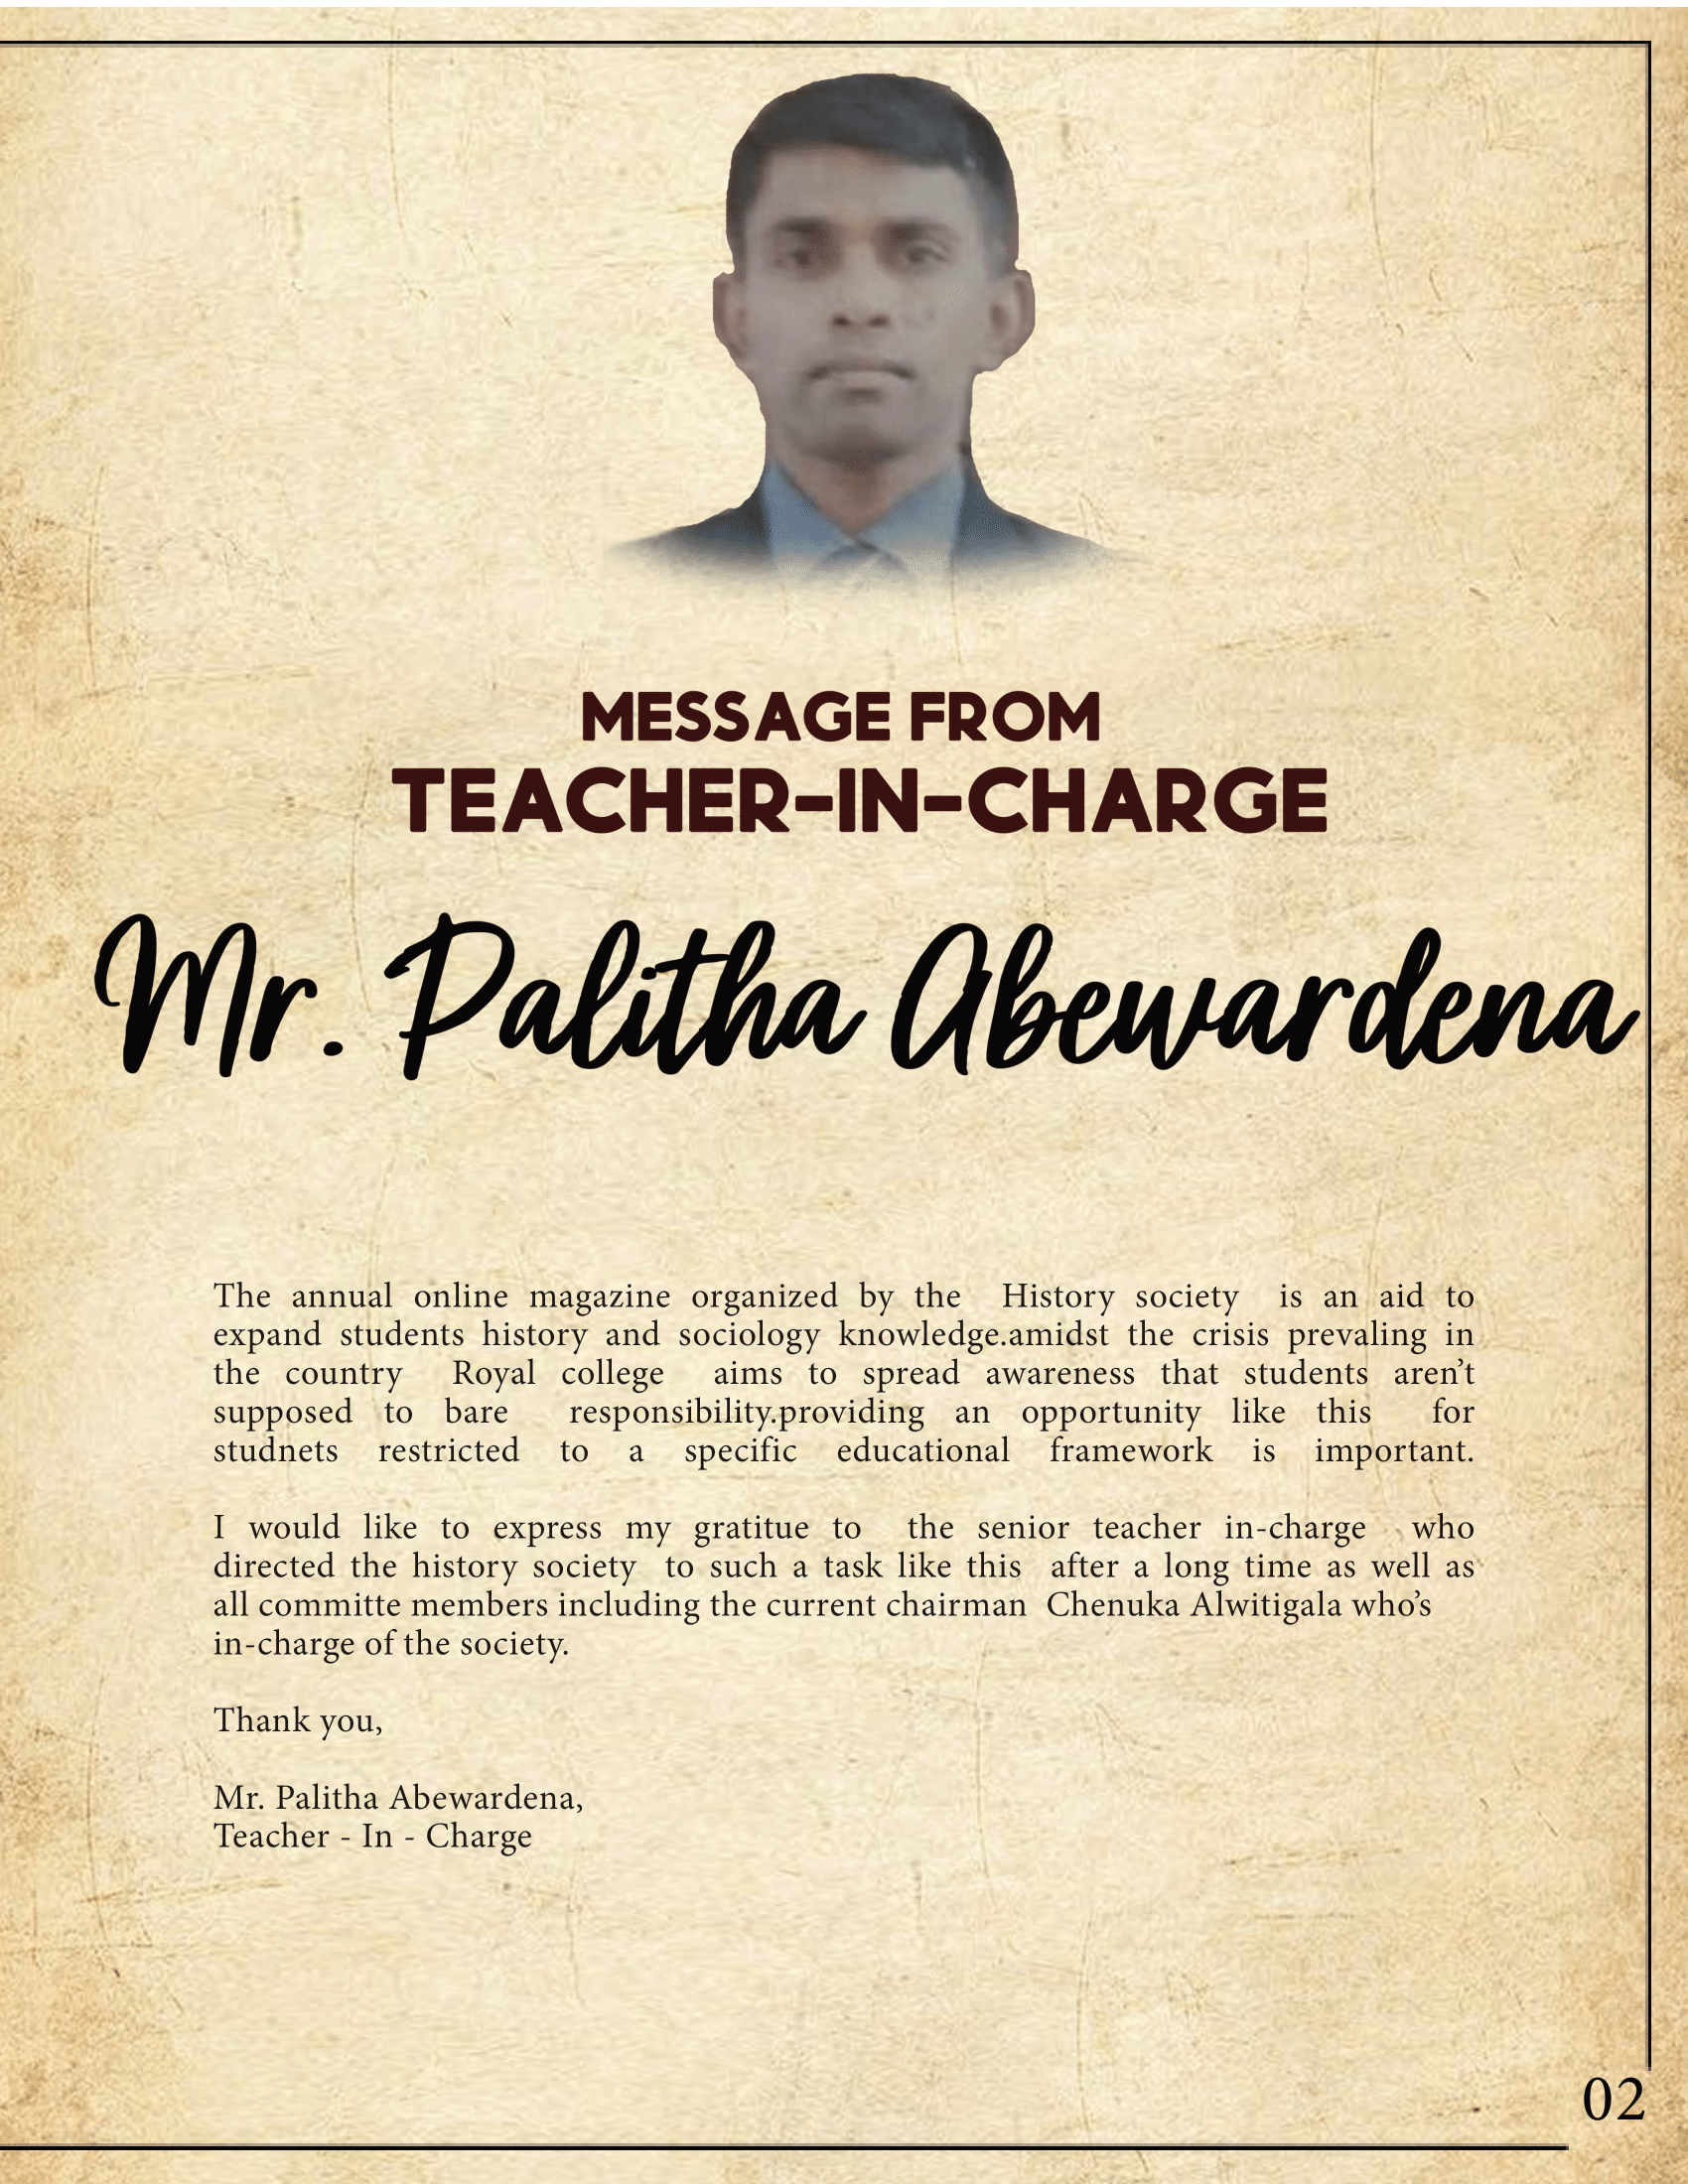 MESSAGE FROM
TEACHER-IN-CHARGE
Mr. Palitha Abewardena
The annual online magazine organized by the History society is an aid to
expand students history and sociology knowledge.amidst the crisis prevaling in
the country Royal college aims to spread awareness that students aren’t
supposed to bare responsibility.providing an opportunity like this for
studnets restricted to a specific educational framework is important.
I would like to express my gratitue to the senior teacher in-charge who
directed the history society to such a task like this after a long time as well as
all committe members including the current chairman Chenuka Alwitigala who’s
in-charge of the society.
Thank you,
Mr. Palitha Abewardena,
Teacher - In - Charge
02